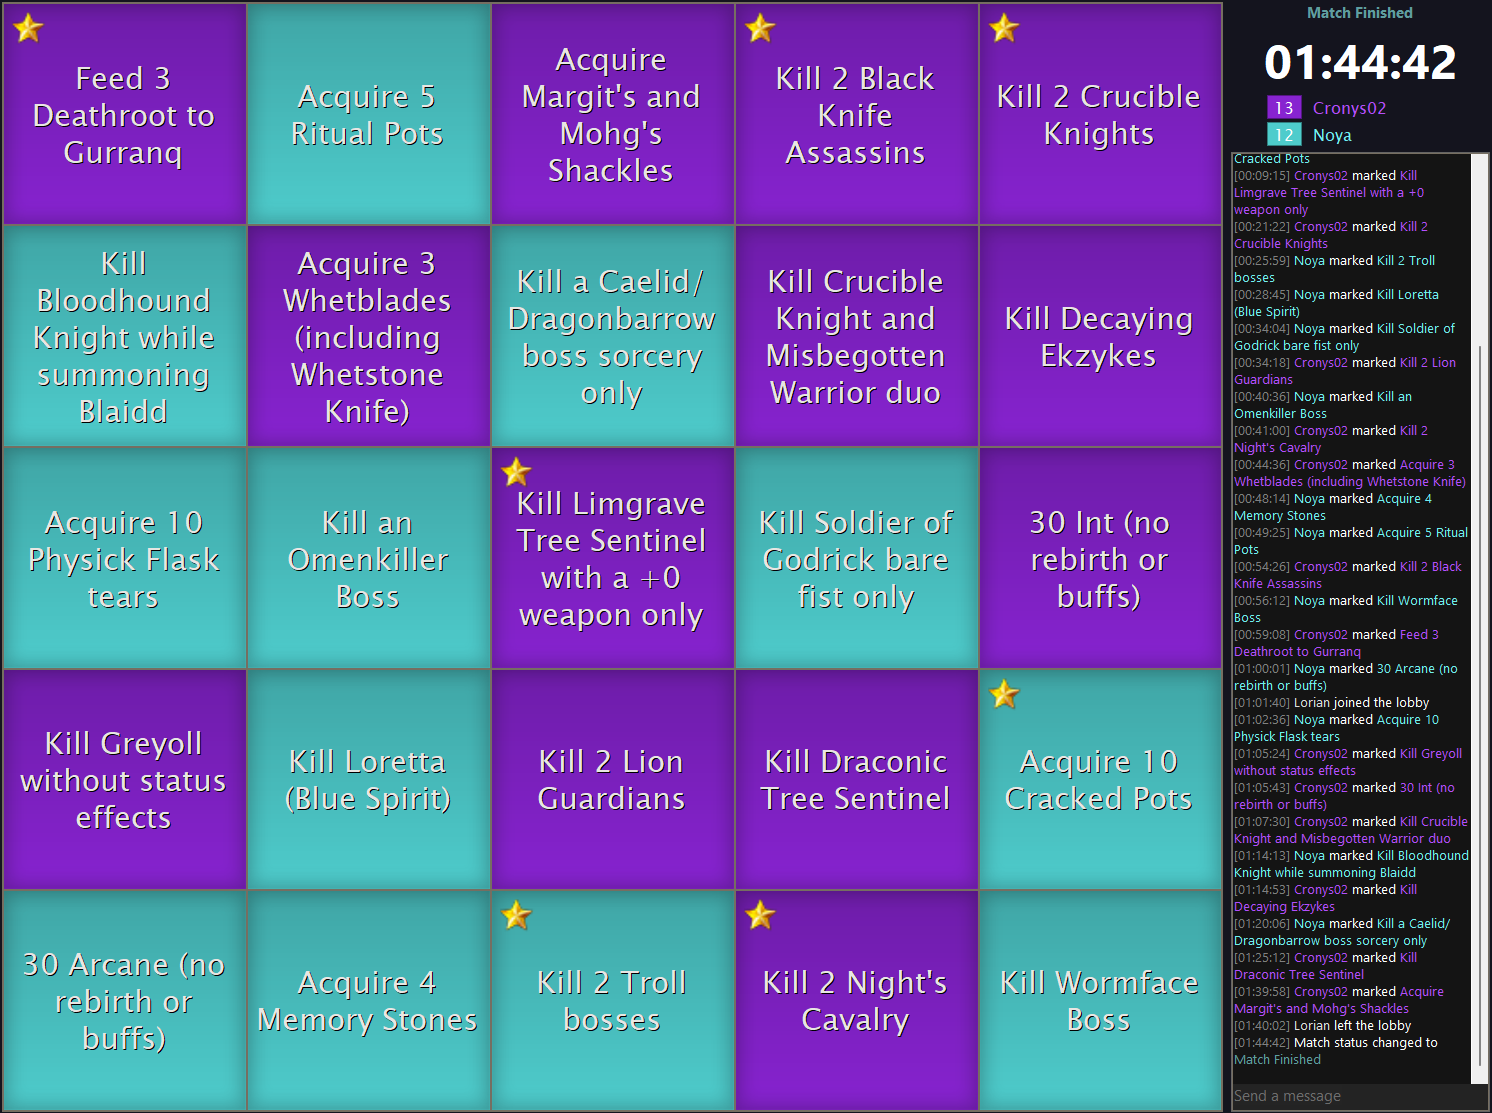 Feed 3
Deathroot to
Gurranq
Acquire 5
Ritual Pots
Acquire
Margit's and
Mohg's
Shackles
Kill 2 Black
Knife
Assassins
Kill 2 Crucible
Knights
Kill
Bloodhound
Knight while
summoning
Blaidd
Acquire 3
Whetblades
(including
Whetstone
Knife)
Kill a Caelid/
Dragonbarrow
boss sorcery
only
Kill Crucible
Knight and
Misbegotten
Warrior duo
Kill Decaying
Ekzykes
Acquire 10
Physick Flask
tears
Kill an
Omenkiller
Boss
Kill Limgrave
Tree Sentinel
with a +0
weapon only
Kill Soldier of
Godrick bare
fist only
30 Int (no
rebirth or
buffs)
Kill Greyoll
without status
effects
Kill Loretta
(Blue Spirit)
Kill 2 Lion
Guardians
Kill Draconic
Tree Sentinel
Acquire 10
Cracked Pots
30 Arcane (no
rebirth or
buffs)
Acquire 4
Memory Stones
Kill 2 Troll
bosses
Kill 2 Night's
Cavalry
Kill Wormface
Boss
Match Finished
01:44:42
13 Cronys02
12 Noya
Cracked Pots
[00:09:15] Cronys02 marked Kill
Limgrave Tree Sentinel with a +0
weapon only
[00:21:22] Cronys02 marked Kill 2
Crucible Knights
[00:25:59] Noya marked Kill 2 Troll
bosses
[00:28:45] Noya marked Kill Loretta
(Blue Spirit)
[00:34:04] Noya marked Kill Soldier of
Godrick bare fist only
[00:34:18] Cronys02 marked Kill 2 Lion
Guardians
[00:40:36] Noya marked Kill an
Omenkiller Boss
[00:41:00] Cronys02 marked Kill 2
Night's Cavalry
[00:44:36] Cronys02 marked Acquire 3
Whetblades (including Whetstone Knife)
[00:48:14] Noya marked Acquire 4
Memory Stones
[00:49:25] Noya marked Acquire 5 Ritual
Pots
[00:54:26] Cronys02 marked Kill 2 Black
Knife Assassins
[00:56:12] Noya marked Kill Wormface
Boss
[00:59:08] Cronys02 marked Feed 3
Deathroot to Gurranq
[01:00:01] Noya marked 30 Arcane (no
rebirth or buffs)
[01:01:40] Lorian joined the lobby
[01:02:36] Noya marked Acquire 10
Physick Flask tears
[01:05:24] Cronys02 marked Kill Greyoll
without status effects
[01:05:43] Cronys02 marked 30 Int (no
rebirth or buffs)
[01:07:30] Cronys02 marked Kill Crucible
Knight and Misbegotten Warrior duo
[01:14:13] Noya marked Kill Bloodhound
Knight while summoning Blaidd
[01:14:53] Cronys02 marked Kill
Decaying Ekzykes
[01:20:06] Noya marked Kill a Caelid/
Dragonbarrow boss sorcery only
[01:25:12] Cronys02 marked Kill
Draconic Tree Sentinel
[01:39:58] Cronys02 marked Acquire
Margit's and Mohg's Shackles
[01:40:02] Lorian left the lobby
[01:44:42] Match status changed to
Match Finished
Send a message